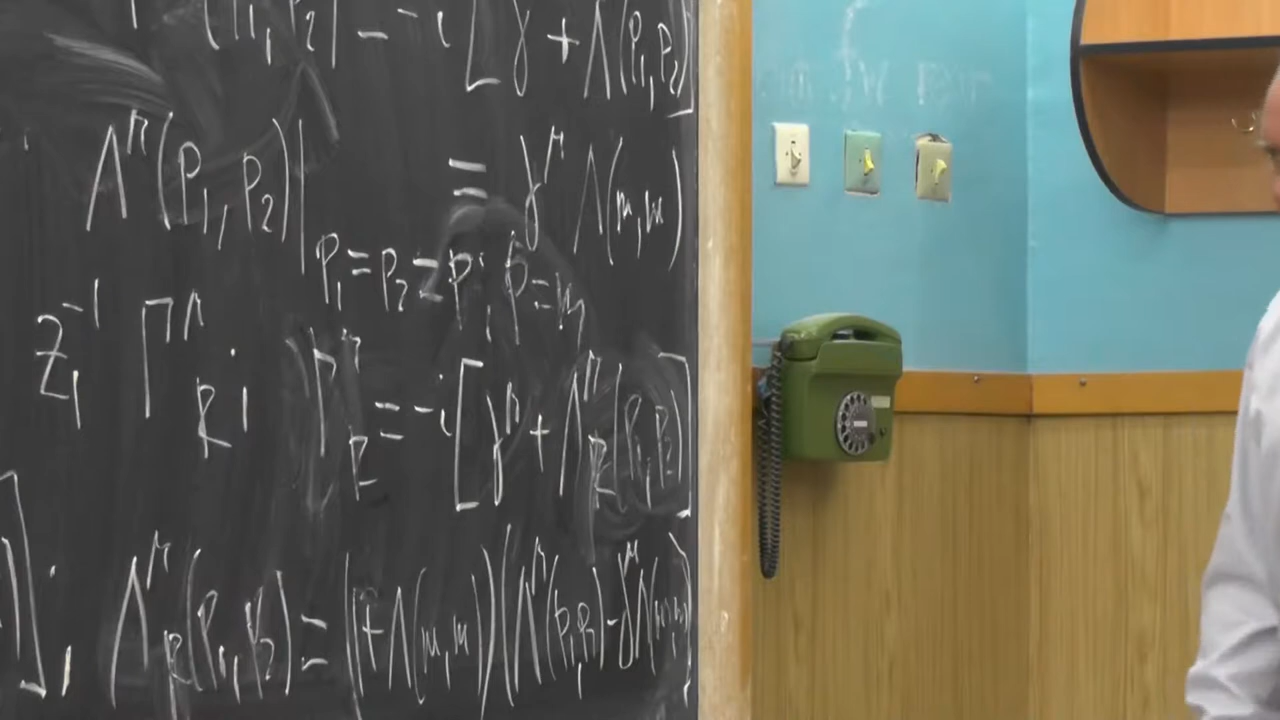 (p₁,p₂) = -i[γ + Λ(p₁,p₂)]
Λ^μ(p₁,p₂)|_{p₁=p₂=p; p̂=m} = γ^μ Λ(m,m)
Z₁⁻¹ Γ^μ_R; Γ^μ_R = -i[γ^μ + Λ^μ_R(p₁,p₂)]
]; Λ^μ_R(p₁,p₂) = (1+Λ(m,m))(Λ^μ(p₁,p₂)-γ^μΛ(m,m))